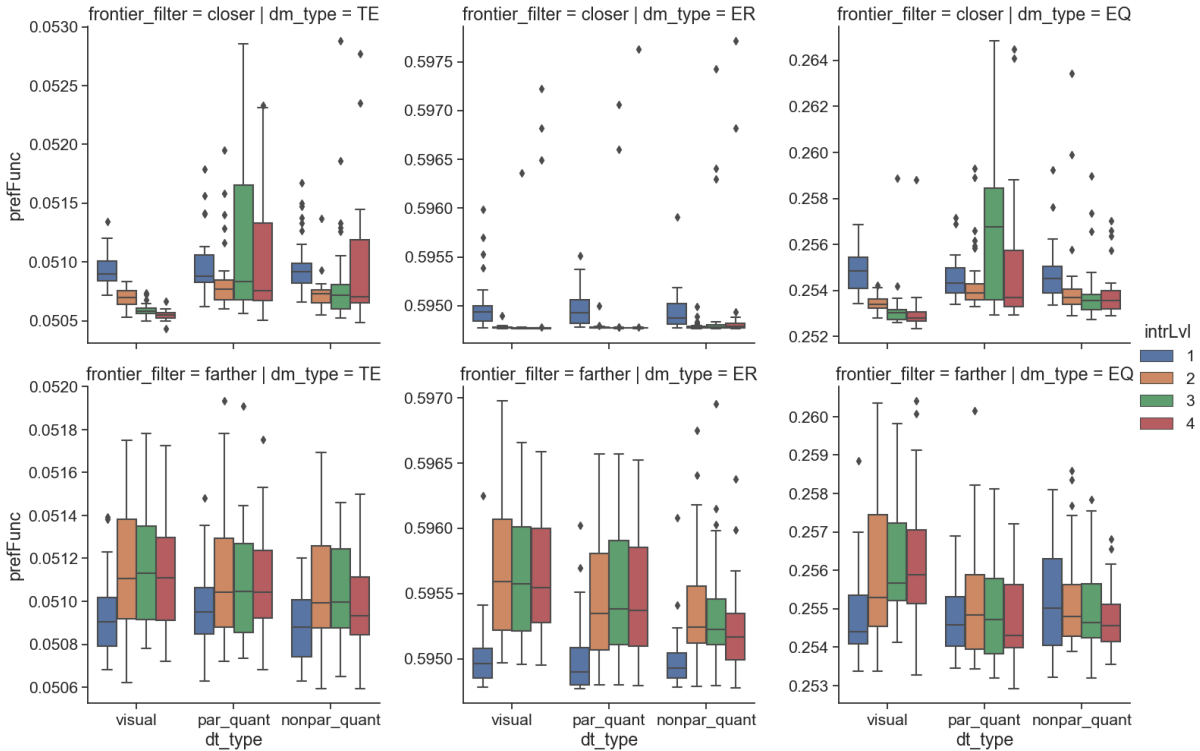 frontier_filter = closer | dm_type = TE
frontier_filter = closer | dm_type = ER
frontier_filter = closer | dm_type = EQ
prefFunc
0.0530
0.0525
0.0520
0.0515
0.0510
0.0505
0.5975
0.5970
0.5965
0.5960
0.5955
0.5950
0.264
0.262
0.260
0.258
0.256
0.254
0.252
intrLvl
1
2
3
4
frontier_filter = farther | dm_type = TE
frontier_filter = farther | dm_type = ER
frontier_filter = farther | dm_type = EQ
prefFunc
0.0520
0.0518
0.0516
0.0514
0.0512
0.0510
0.0508
0.0506
0.5970
0.5965
0.5960
0.5955
0.5950
0.260
0.259
0.258
0.257
0.256
0.255
0.254
0.253
visual par_quant nonpar_quant
visual par_quant nonpar_quant
visual par_quant nonpar_quant
dt_type
dt_type
dt_type